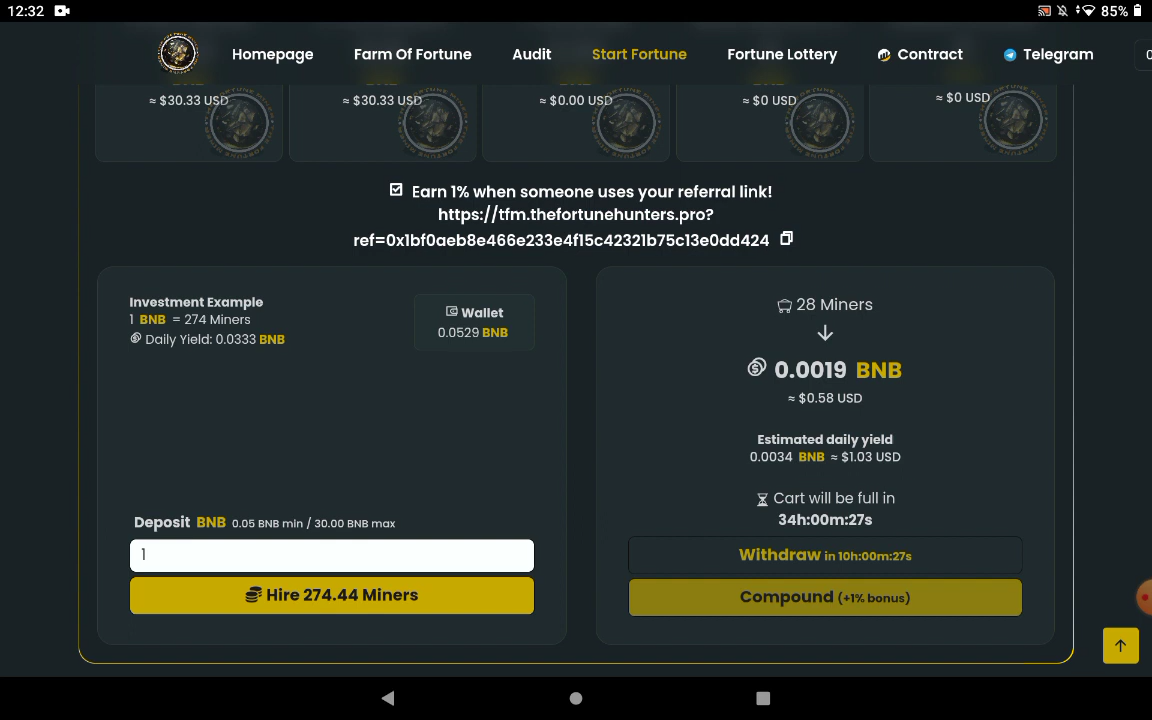 12:32
85%
Homepage
Farm Of Fortune
Audit
Start Fortune
Fortune Lottery
Contract
Telegram
0
≈ $30.33 USD
≈ $30.33 USD
≈ $0.00 USD
≈ $0 USD
≈ $0 USD
Earn 1% when someone uses your referral link!
https://tfm.thefortunehunters.pro?
ref=0x1bf0aeb8e466e233e4f15c42321b75c13e0dd424
Investment Example
1 BNB = 274 Miners
Daily Yield: 0.0333 BNB
Wallet
0.0529 BNB
Deposit BNB 0.05 BNB min / 30.00 BNB max
1
Hire 274.44 Miners
28 Miners
0.0019 BNB
≈ $0.58 USD
Estimated daily yield
0.0034 BNB ≈ $1.03 USD
Cart will be full in
34h:00m:27s
Withdraw in 10h:00m:27s
Compound (+1% bonus)